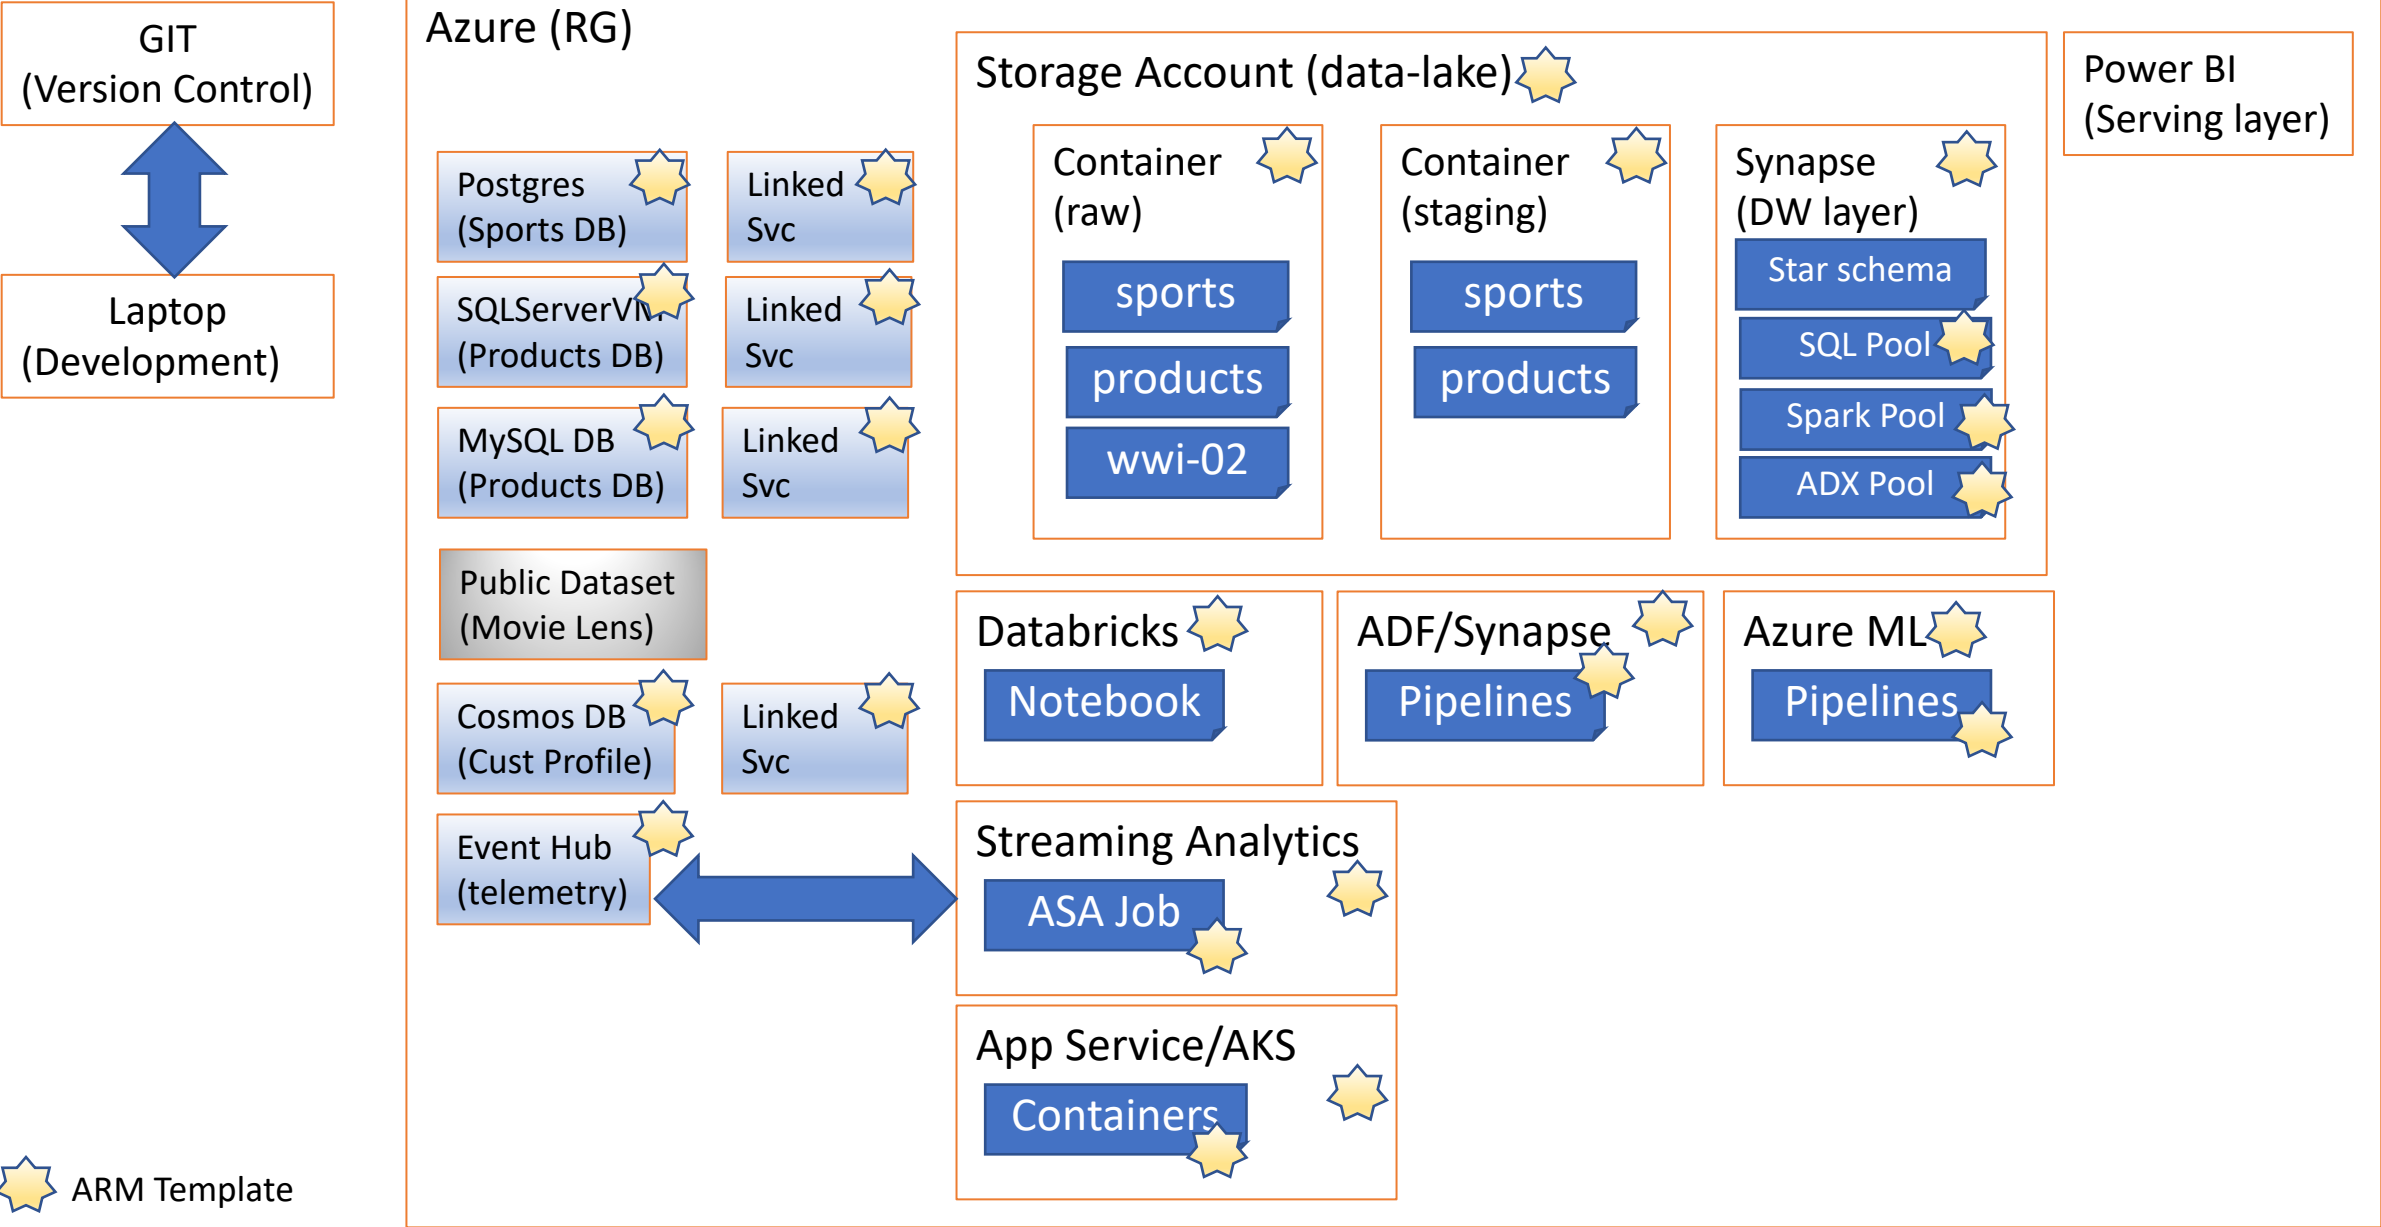 GIT
(Version Control)
Laptop
(Development)
ARM Template
Azure (RG)
Postgres
(Sports DB)
Linked
Svc
SQLServerVM
(Products DB)
Linked
Svc
MySQL DB
(Products DB)
Linked
Svc
Public Dataset
(Movie Lens)
Cosmos DB
(Cust Profile)
Linked
Svc
Event Hub
(telemetry)
Storage Account (data-lake)
Container
(raw)
sports
products
wwi-02
Container
(staging)
sports
products
Synapse
(DW layer)
Star schema
SQL Pool
Spark Pool
ADX Pool
Databricks
Notebook
ADF/Synapse
Pipelines
Azure ML
Pipelines
Streaming Analytics
ASA Job
App Service/AKS
Containers
Power BI
(Serving layer)